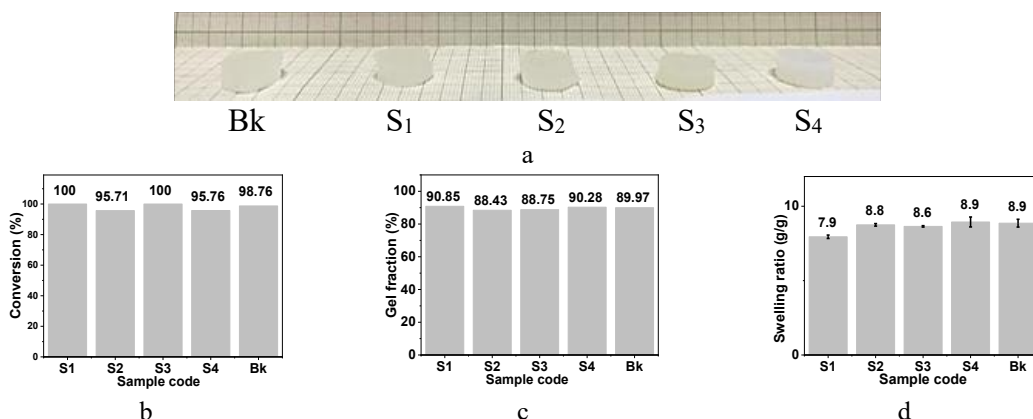 Bk S1 S2 S3 S4
a
100 95.71 100 95.76 98.76
Conversion (%)
100
80
60
40
20
0
S1 S2 S3 S4 Bk
Sample code
b
90.85 88.43 88.75 90.28 89.97
Gel fraction (%)
100
80
60
40
20
0
S1 S2 S3 S4 Bk
Sample code
c
7.9 8.8 8.6 8.9 8.9
Swelling ratio (g/g)
10
0
S1 S2 S3 S4 Bk
Sample code
d